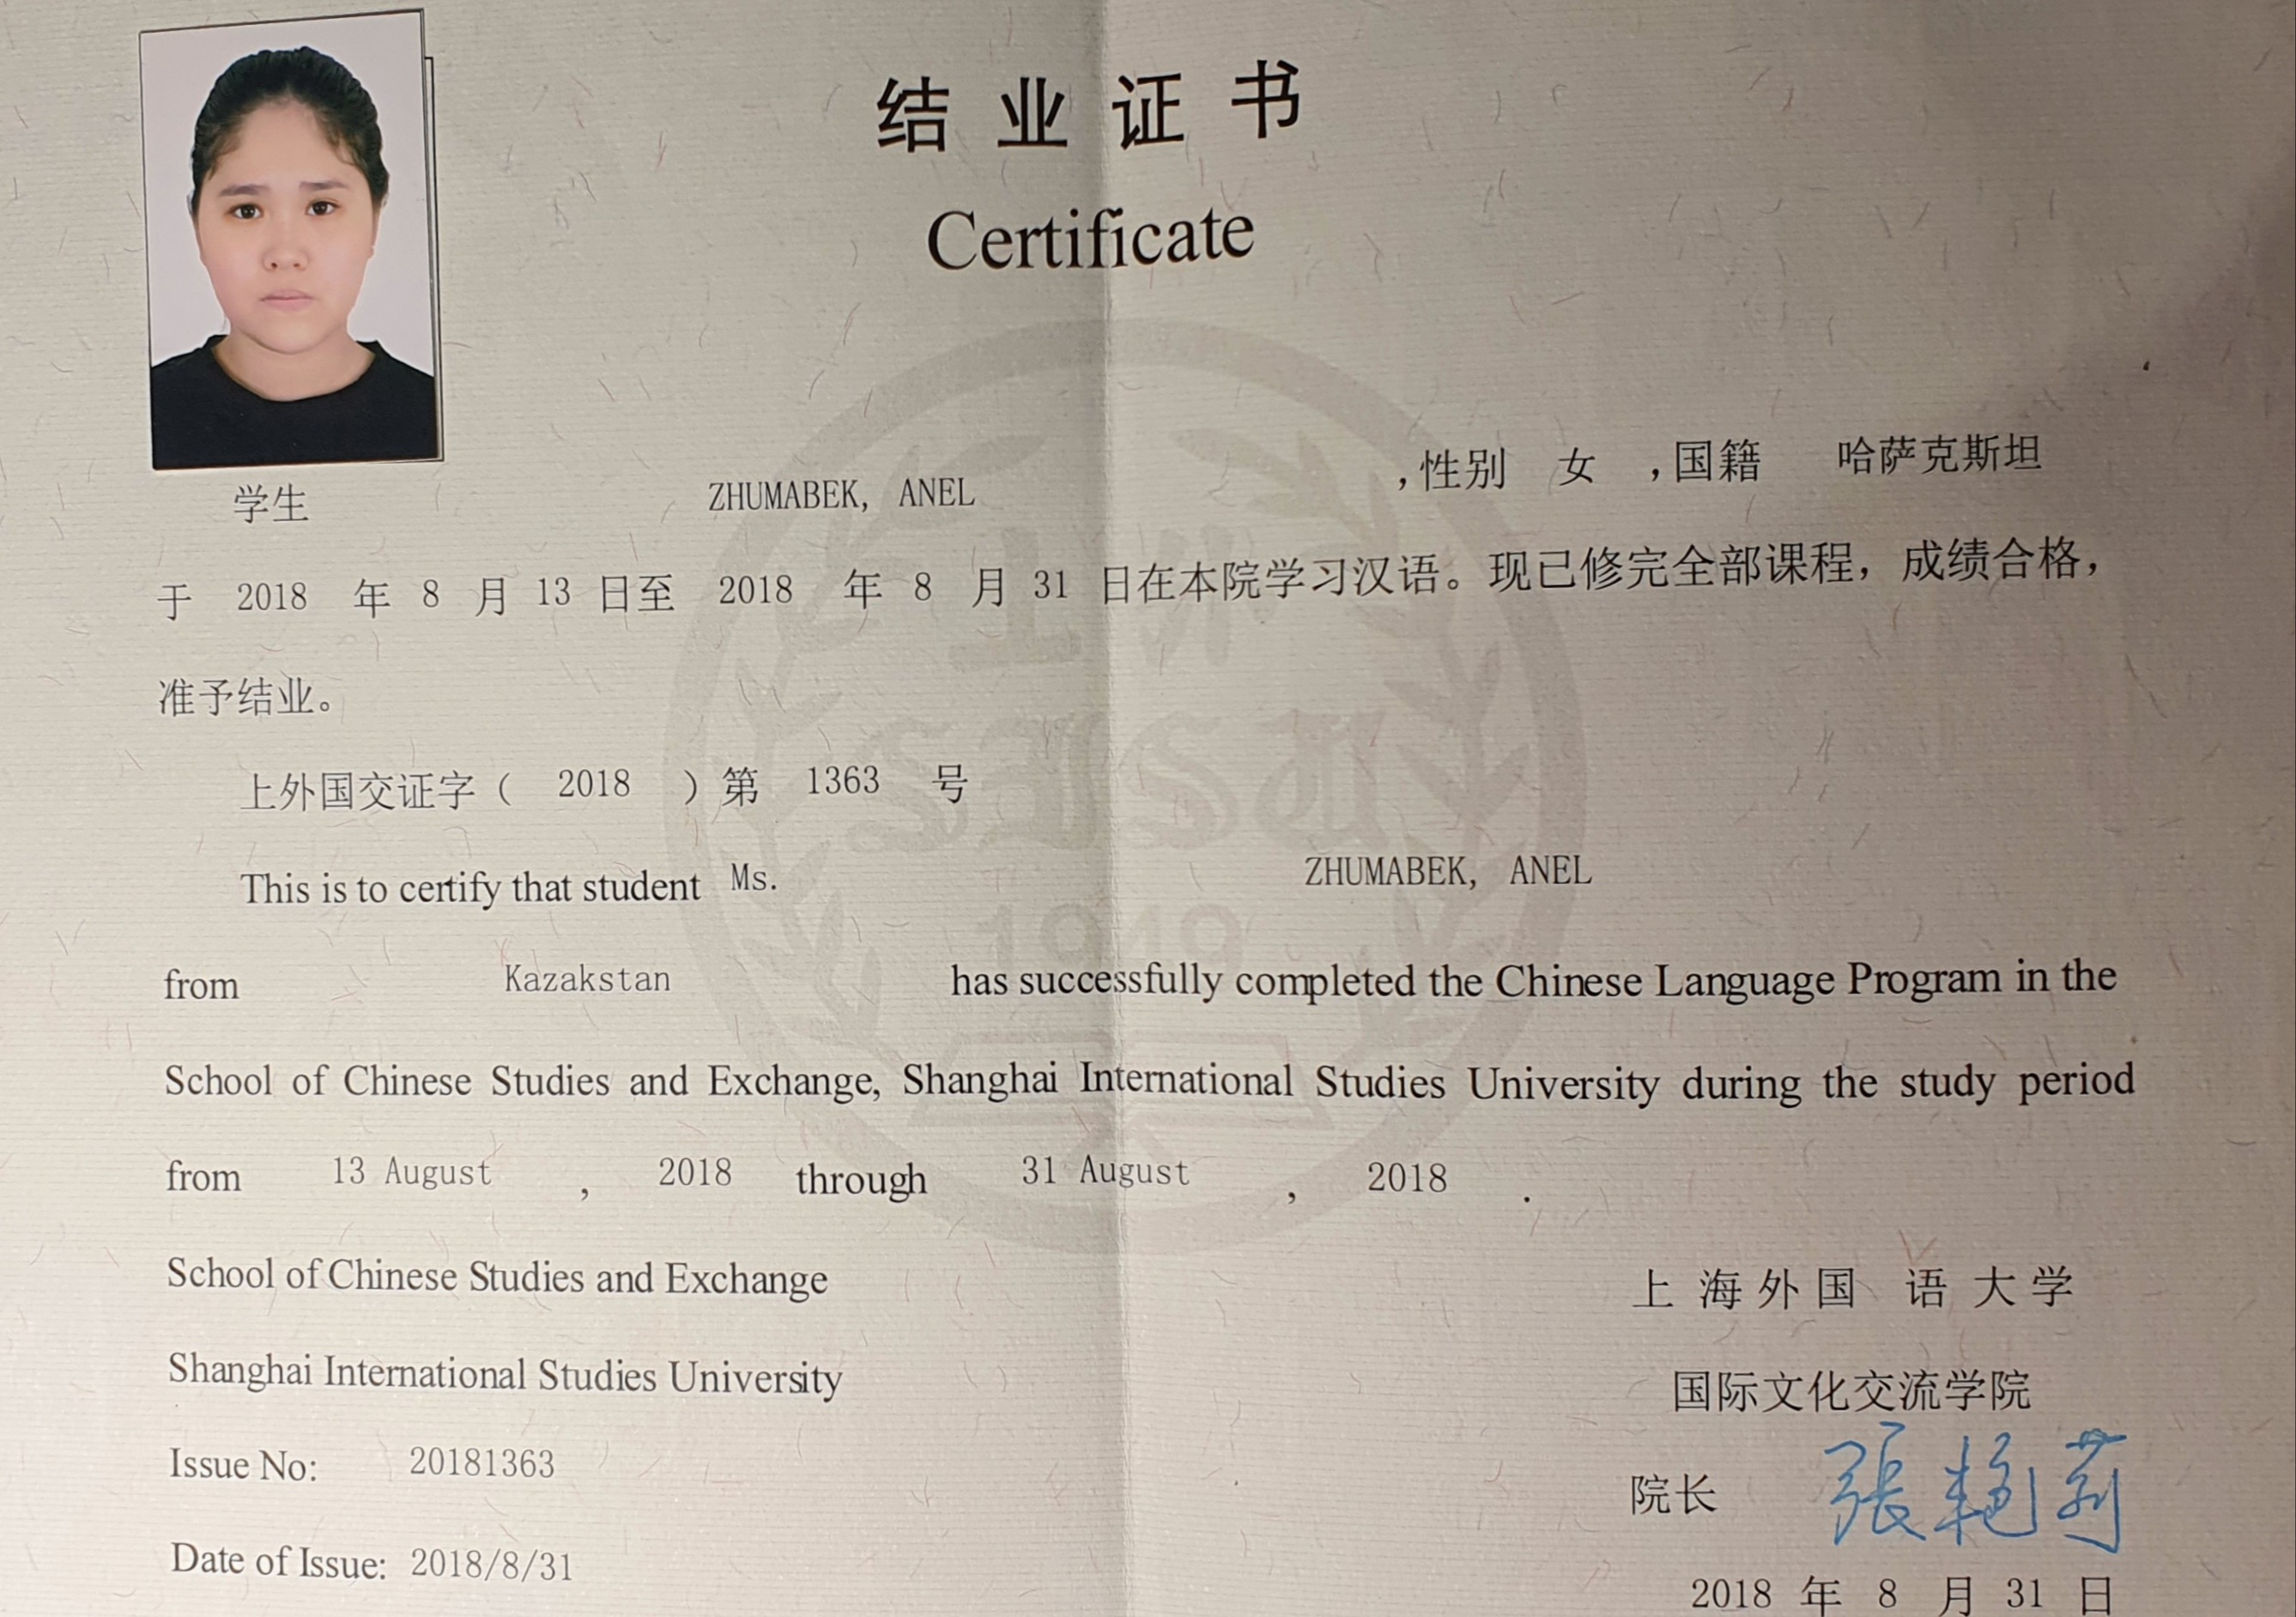 结业证书
Certificate
学生 ZHUMABEK, ANEL ,性别 女 ,国籍 哈萨克斯坦
于 2018 年 8 月 13 日至 2018 年 8 月 31 日在本院学习汉语。现已修完全部课程，成绩合格，
准予结业。
上外国交证字（ 2018 ）第 1363 号
This is to certify that student Ms. ZHUMABEK, ANEL
from Kazakstan has successfully completed the Chinese Language Program in the
School of Chinese Studies and Exchange, Shanghai International Studies University during the study period
from 13 August , 2018 through 31 August , 2018 .
School of Chinese Studies and Exchange
Shanghai International Studies University
Issue No: 20181363
Date of Issue: 2018/8/31
上海外国语大学
国际文化交流学院
院长 張艳莉
2018 年 8 月 31 日
上外
SISU
1949